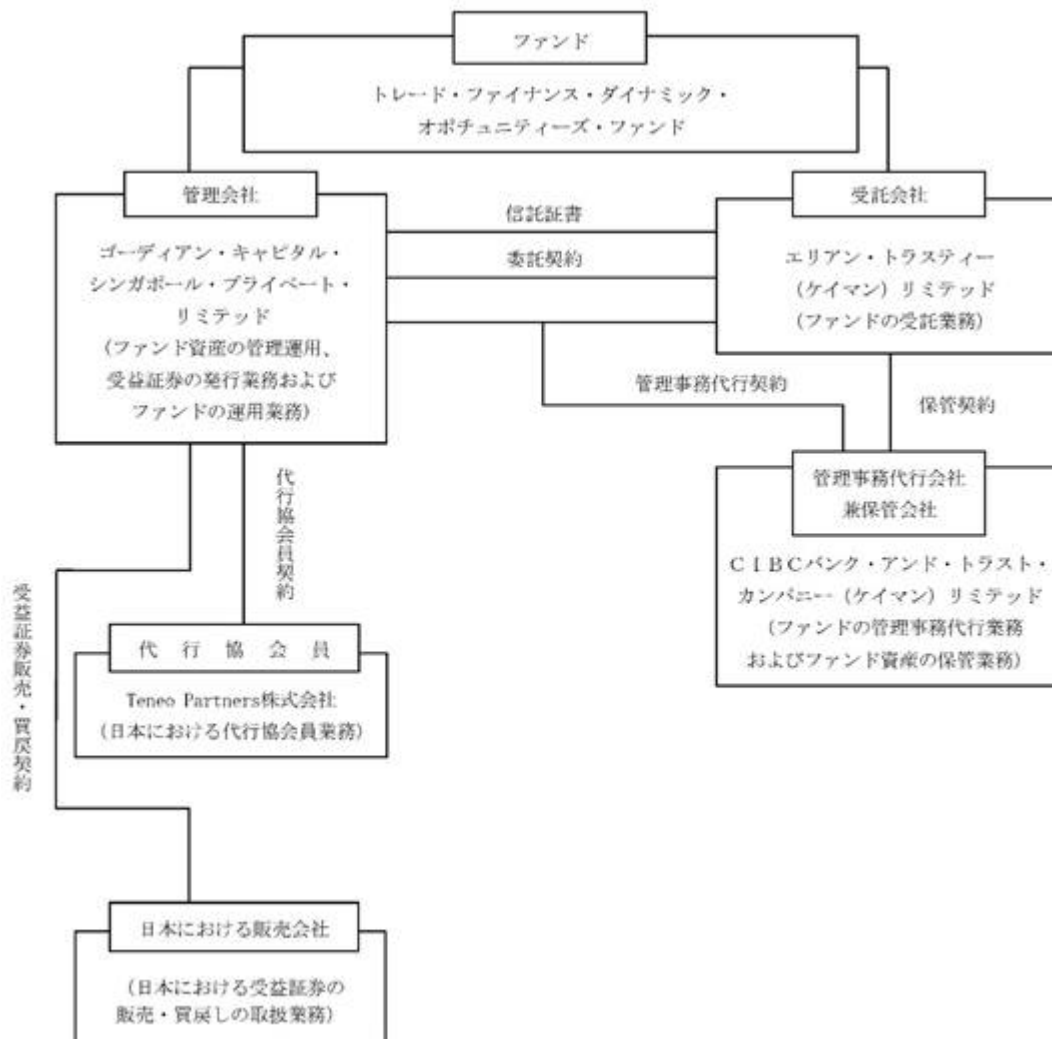 ファンド
トレード・ファイナンス・ダイナミック・
オポチュニティーズ・ファンド
管理会社
ゴーディアン・キャピタル・
シンガポール・プライベート・
リミテッド
(ファンド資産の管理運用、
受益証券の発行業務および
ファンドの運用業務)
信託証書
委託契約
受託会社
エリアン・トラスティー
(ケイマン) リミテッド
(ファンドの受託業務)
管理事務代行契約
保管契約
管理事務代行会社
兼保管会社
CIBCバンク・アンド・トラスト・
カンパニー (ケイマン) リミテッド
(ファンドの管理事務代行業務
およびファンド資産の保管業務)
代行協会員契約
受益証券販売・買戻契約
代行協会員
Teneo Partners株式会社
(日本における代行協会員業務)
日本における販売会社
(日本における受益証券の
販売・買戻しの取扱業務)